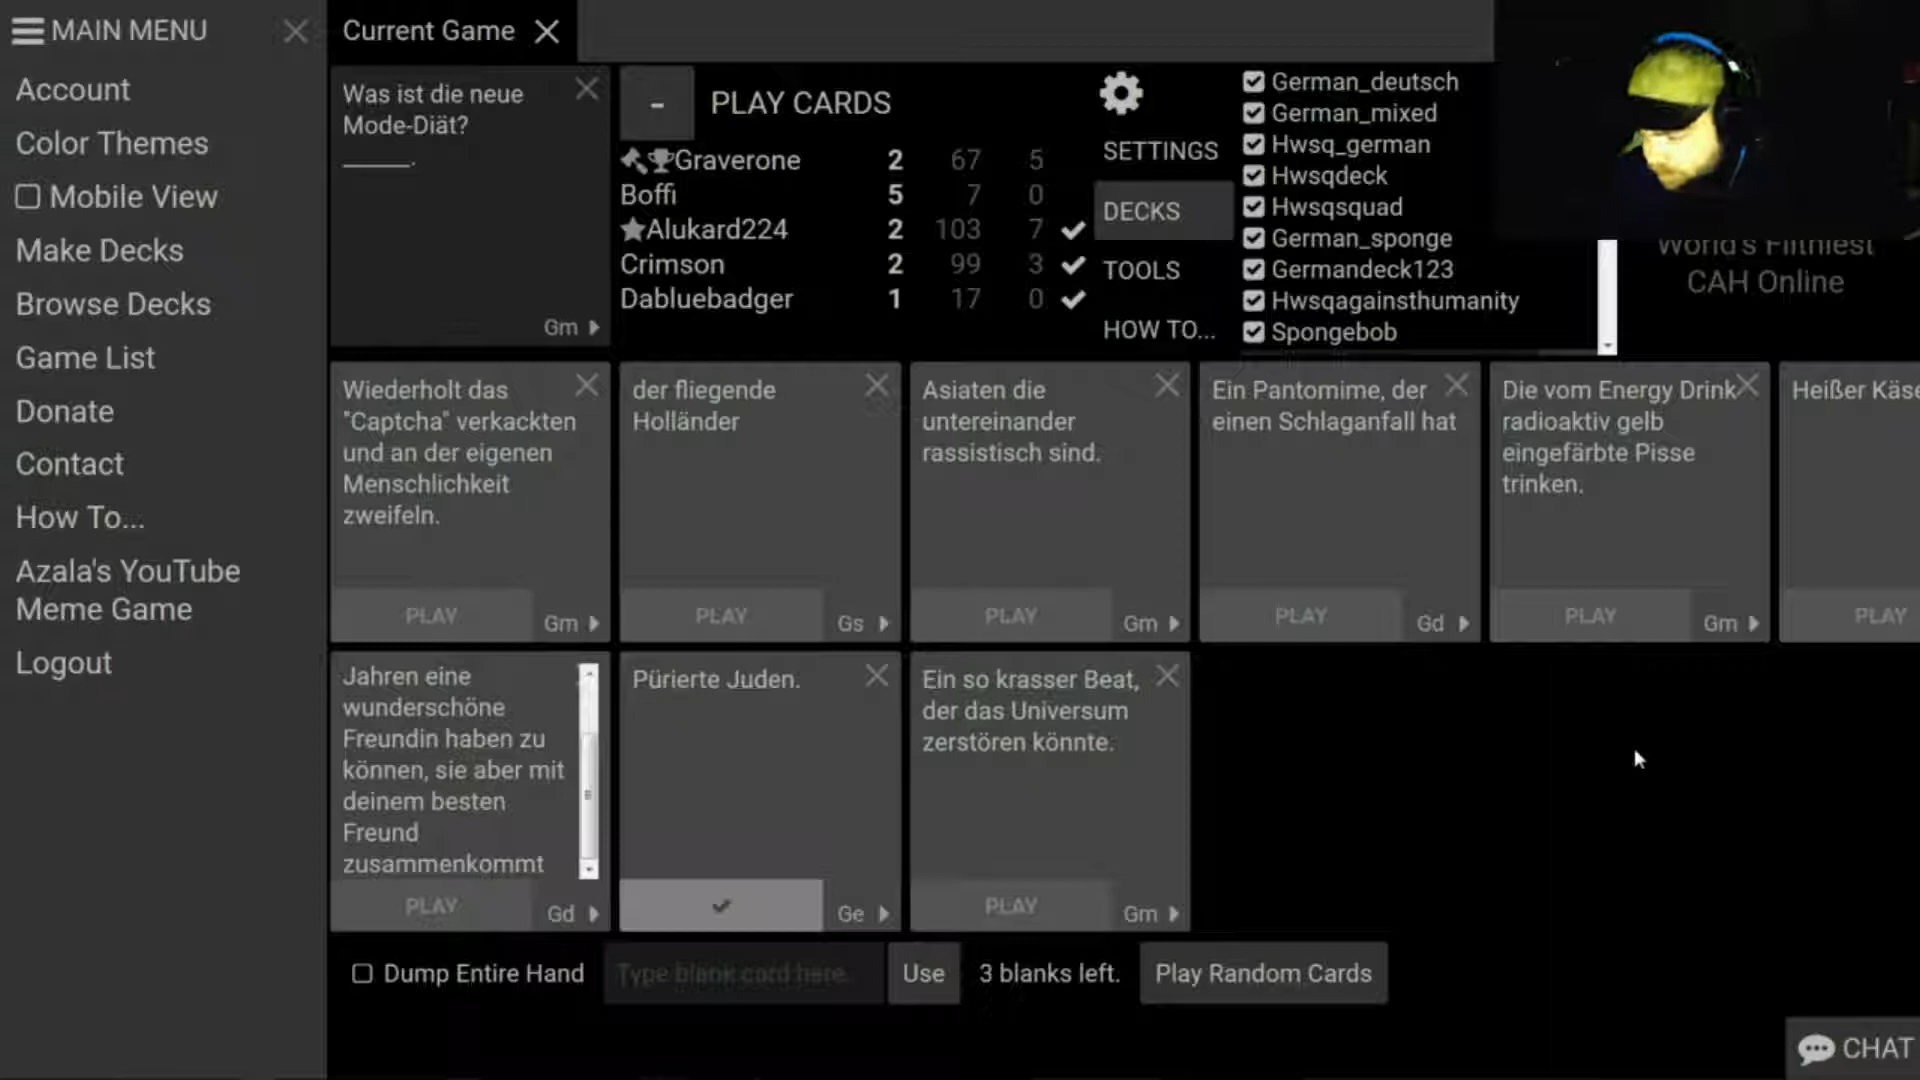 MAIN MENU
Account
Color Themes
Mobile View
Make Decks
Browse Decks
Game List
Donate
Contact
How To...
Azala's YouTube
Meme Game
Logout
Current Game
Was ist die neue
Mode-Diät?
______.
Gm
-
PLAY CARDS
Graverone 2 67 5
Boffi 5 7 0
Alukard224 2 103 7
Crimson 2 99 3
Dabluebadger 1 17 0
SETTINGS
DECKS
TOOLS
HOW TO...
German_deutsch
German_mixed
Hwsq_german
Hwsqdeck
Hwsqsquad
German_sponge
Germandeck123
Hwsqagainsthumanity
Spongebob
World's Filthiest
CAH Online
Wiederholt das
"Captcha" verkackten
und an der eigenen
Menschlichkeit
zweifeln.
PLAY
Gm
der fliegende
Holländer
PLAY
Gs
Asiaten die
untereinander
rassistisch sind.
PLAY
Gm
Ein Pantomime, der
einen Schlaganfall hat
PLAY
Gd
Die vom Energy Drink
radioaktiv gelb
eingefärbte Pisse
trinken.
PLAY
Gm
Heißer Käse
PLAY
Jahren eine
wunderschöne
Freundin haben zu
können, sie aber mit
deinem besten
Freund
zusammenkommt
PLAY
Gd
Pürierte Juden.
Ge
Ein so krasser Beat,
der das Universum
zerstören könnte.
PLAY
Gm
Dump Entire Hand
Type blank card here.
Use
3 blanks left.
Play Random Cards
CHAT